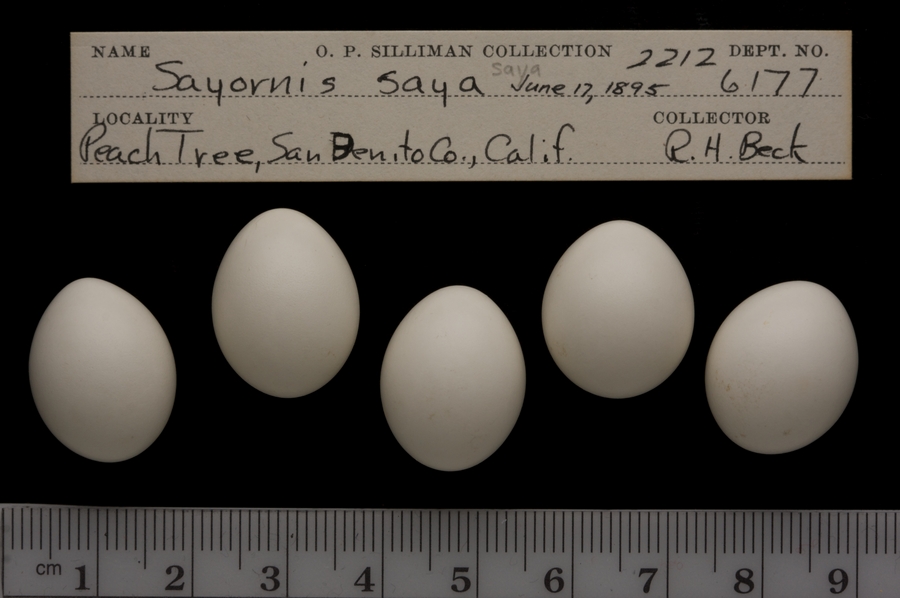 NAME O. P. SILLIMAN COLLECTION 2212 DEPT. NO.
saya
Sayornis saya June 17, 1895 6177
LOCALITY COLLECTOR
Peach Tree, San Benito Co., Calif. R. H. Beck
cm 1 2 3 4 5 6 7 8 9